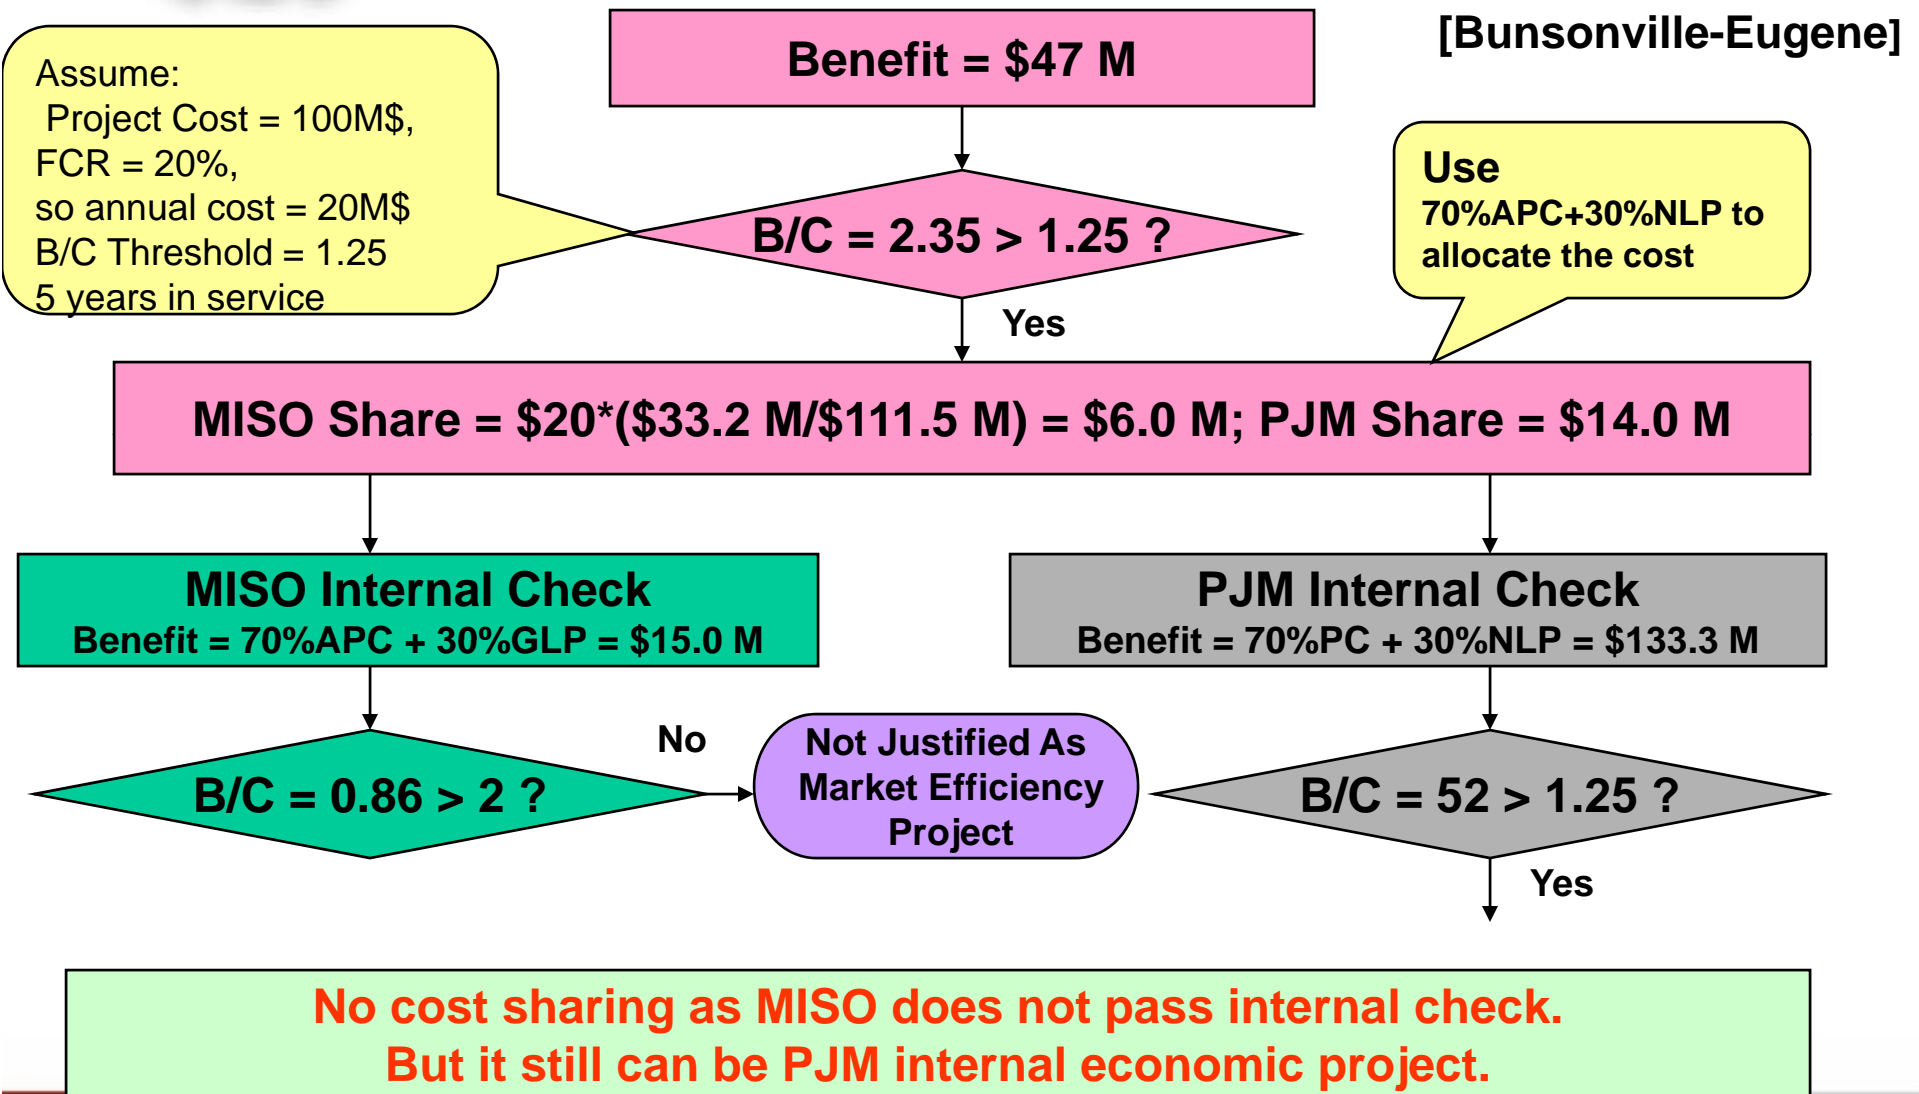 [Bunsonville-Eugene]
Benefit = $47 M
Assume:
Project Cost = 100M$,
FCR = 20%,
so annual cost = 20M$
B/C Threshold = 1.25
5 years in service
B/C = 2.35 > 1.25 ?
Use
70%APC+30%NLP to
allocate the cost
Yes
MISO Share = $20*($33.2 M/$111.5 M) = $6.0 M; PJM Share = $14.0 M
MISO Internal Check
Benefit = 70%APC + 30%GLP = $15.0 M
PJM Internal Check
Benefit = 70%PC + 30%NLP = $133.3 M
B/C = 0.86 > 2 ?
No
Not Justified As
Market Efficiency
Project
B/C = 52 > 1.25 ?
Yes
No cost sharing as MISO does not pass internal check.
But it still can be PJM internal economic project.